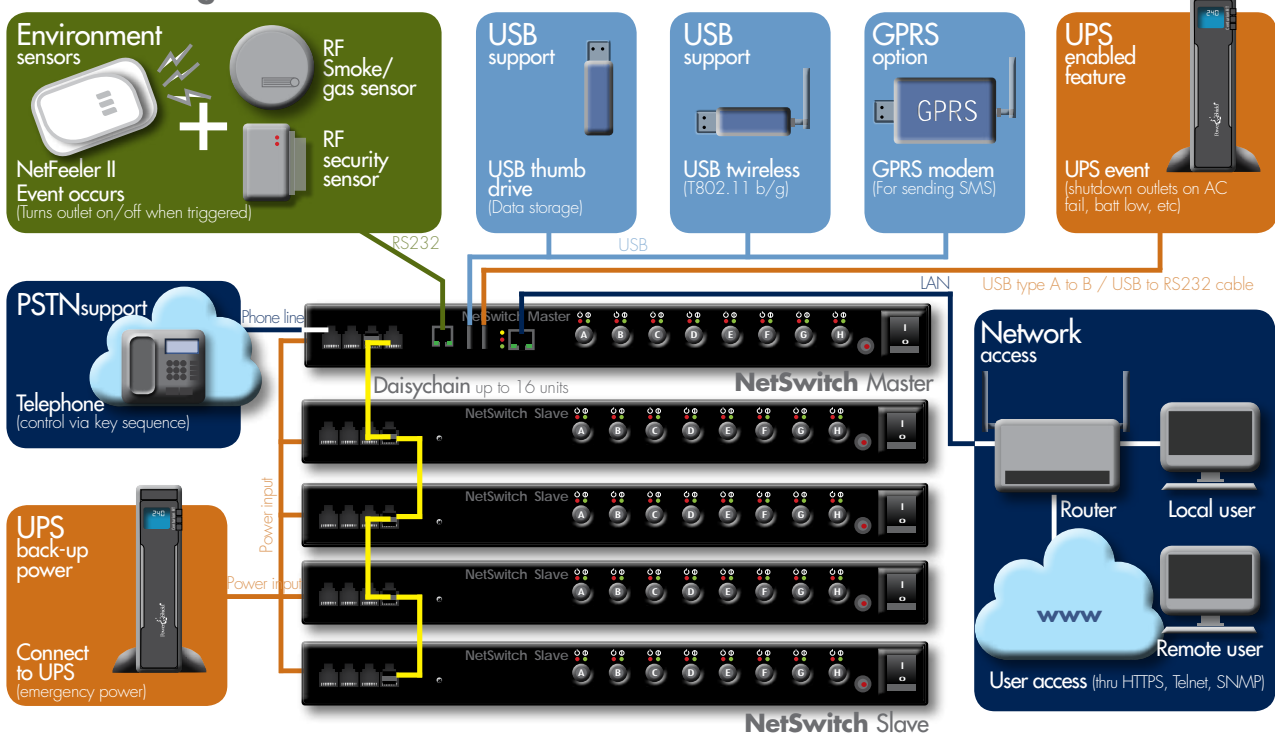 Environment
sensors
RF
Smoke/
gas sensor
RF
security
sensor
NetFeeler II
Event occurs
(Turns outlet on/off when triggered)
USB
support
USB thumb
drive
(Data storage)
USB
support
USB twireless
(T802.11 b/g)
GPRS
option
GPRS
GPRS modem
(For sending SMS)
240
UPS
enabled
feature
UPS event
(shutdown outlets on AC
fail, batt low, etc)
RS232
USB
LAN
USB type A to B / USB to RS232 cable
PSTN support
Telephone
(control via key sequence)
Phone line
NetSwitch Master
A B C D E F G H
I
O
Daisychain up to 16 units
NetSwitch Master
NetSwitch Slave
A B C D E F G H
I
O
NetSwitch Slave
A B C D E F G H
I
O
NetSwitch Slave
A B C D E F G H
I
O
NetSwitch Slave
A B C D E F G H
I
O
NetSwitch Slave
Power input
Power input
240
UPS
back-up
power
Connect
to UPS
(emergency power)
Network
access
Router
Local user
www
Remote user
User access (thru HTTPS, Telnet, SNMP)